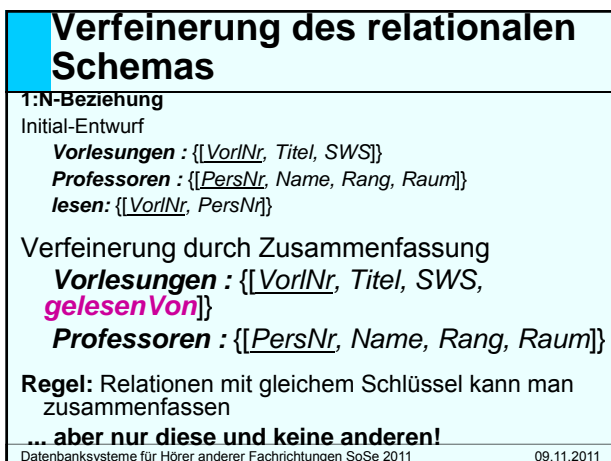 Verfeinerung des relationalen
Schemas
1:N-Beziehung
Initial-Entwurf
Vorlesungen : {[VorlNr, Titel, SWS]}
Professoren : {[PersNr, Name, Rang, Raum]}
lesen: {[VorlNr, PersNr]}
Verfeinerung durch Zusammenfassung
Vorlesungen : {[VorlNr, Titel, SWS,
gelesenVon]}
Professoren : {[PersNr, Name, Rang, Raum]}
Regel: Relationen mit gleichem Schlüssel kann man
zusammenfassen
... aber nur diese und keine anderen!
Datenbanksysteme für Hörer anderer Fachrichtungen SoSe 2011 09.11.2011